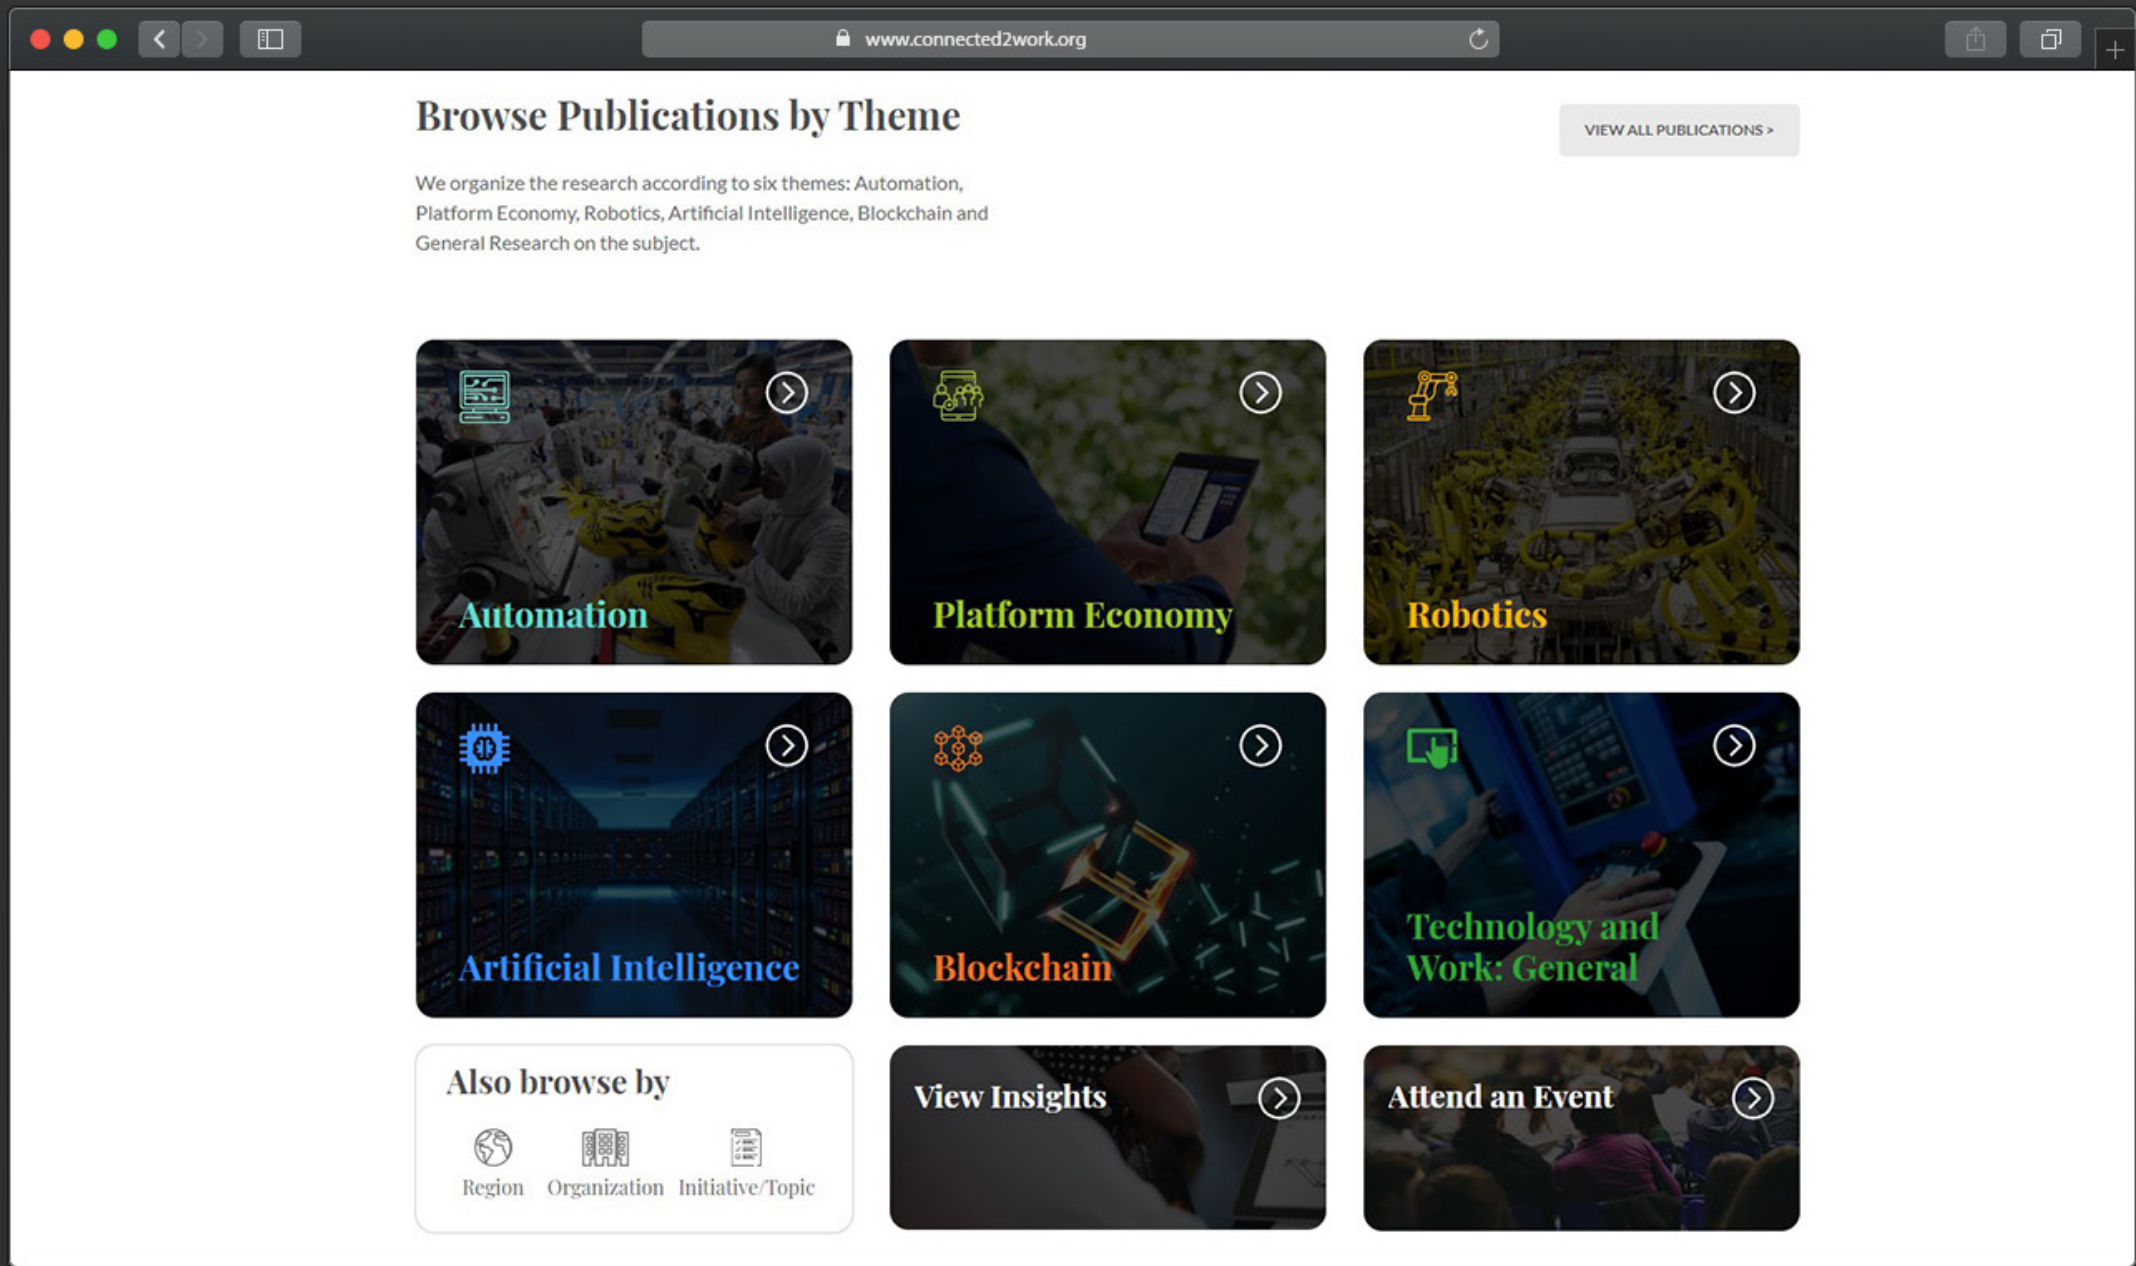 www.connected2work.org
Browse Publications by Theme
VIEW ALL PUBLICATIONS >
We organize the research according to six themes: Automation,
Platform Economy, Robotics, Artificial Intelligence, Blockchain and
General Research on the subject.
Automation
Platform Economy
Robotics
Artificial Intelligence
Blockchain
Technology and
Work: General
Also browse by
Region
Organization
Initiative/Topic
View Insights
Attend an Event